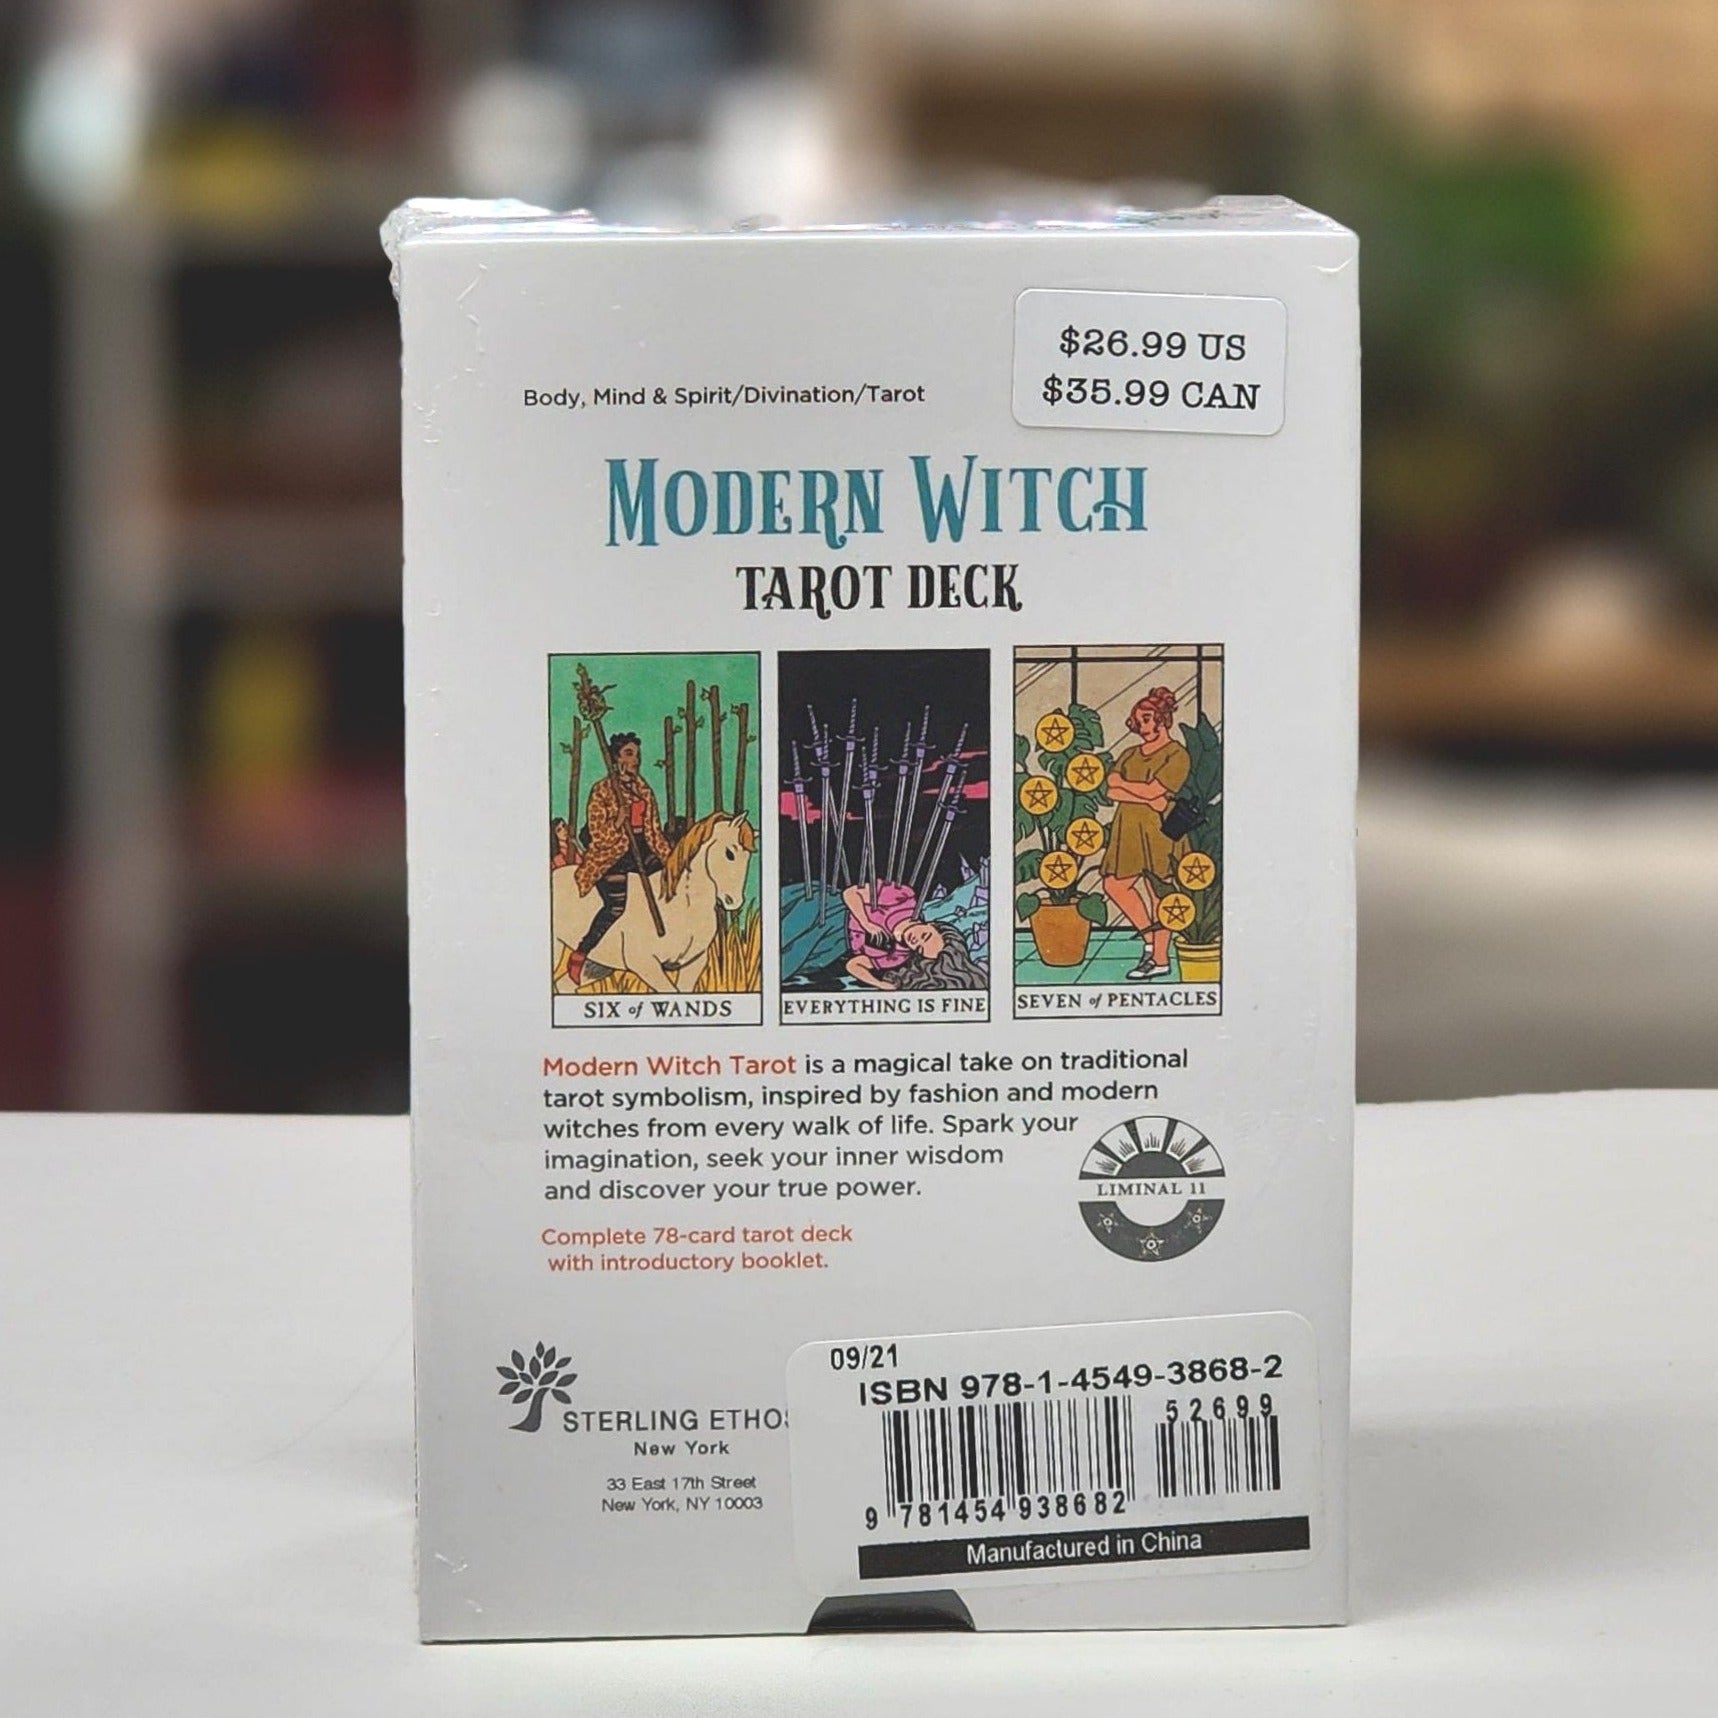 $26.99 US
$35.99 CAN
Body, Mind & Spirit/Divination/Tarot
MODERN WITCH
TAROT DECK
SIX of WANDS
EVERYTHING IS FINE
SEVEN of PENTACLES
Modern Witch Tarot is a magical take on traditional
tarot symbolism, inspired by fashion and modern
witches from every walk of life. Spark your
imagination, seek your inner wisdom
and discover your true power.
LIMINAL 11
Complete 78-card tarot deck
with introductory booklet.
STERLING ETHOS
New York
33 East 17th Street
New York, NY 10003
09/21
ISBN 978-1-4549-3868-2
52699
9 781454 938682
Manufactured in China